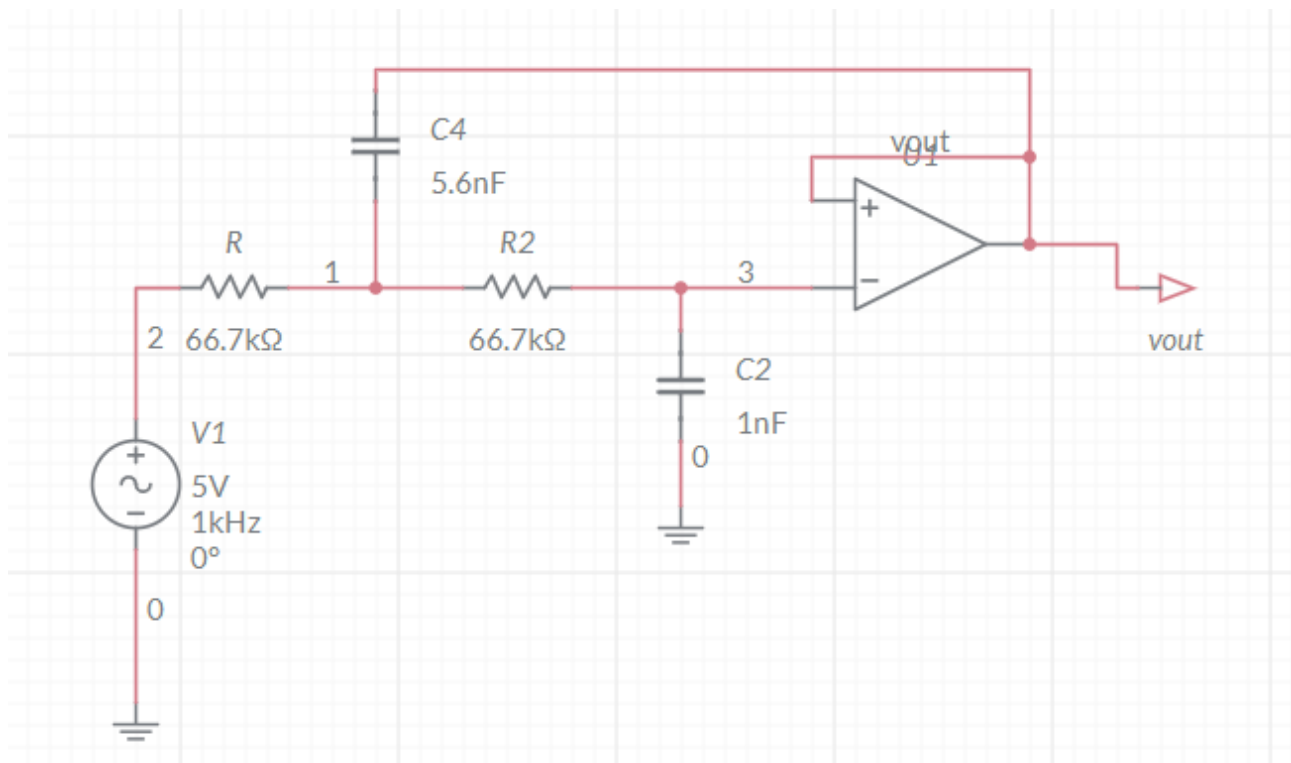 C4
5.6nF
vout
U1
R
1
R2
3
2
66.7kΩ
66.7kΩ
vout
C2
1nF
0
V1
+
−
+
5V
~
1kHz
−
0°
0